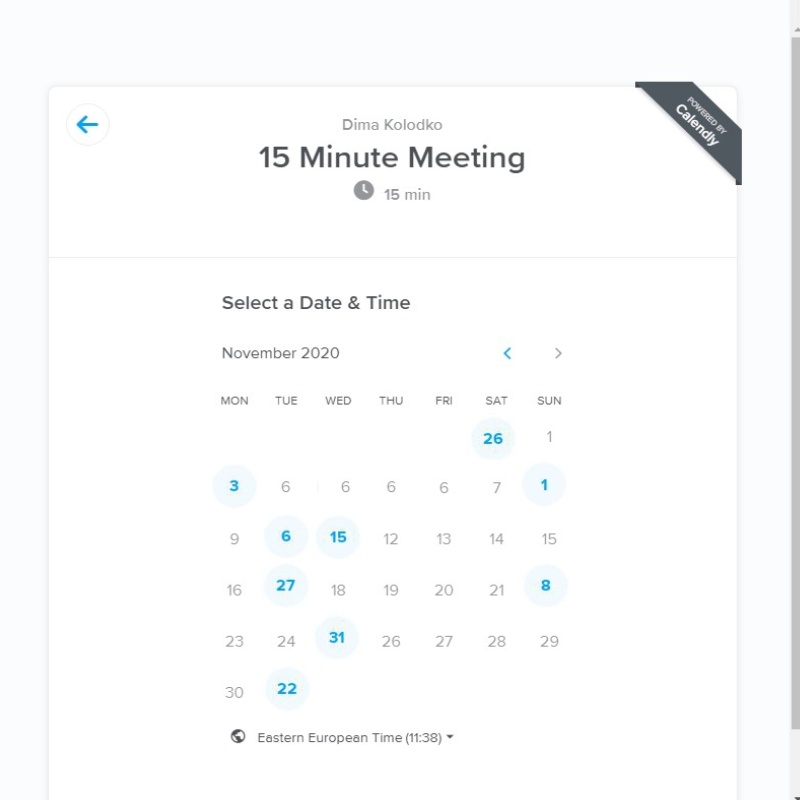 POWERED BY
Calendly
Dima Kolodko
15 Minute Meeting
15 min
Select a Date & Time
November 2020
MON TUE WED THU FRI SAT SUN
26 1
3 6 6 6 6 7 1
9 6 15 12 13 14 15
16 27 18 19 20 21 8
23 24 31 26 27 28 29
30 22
Eastern European Time (11:38)